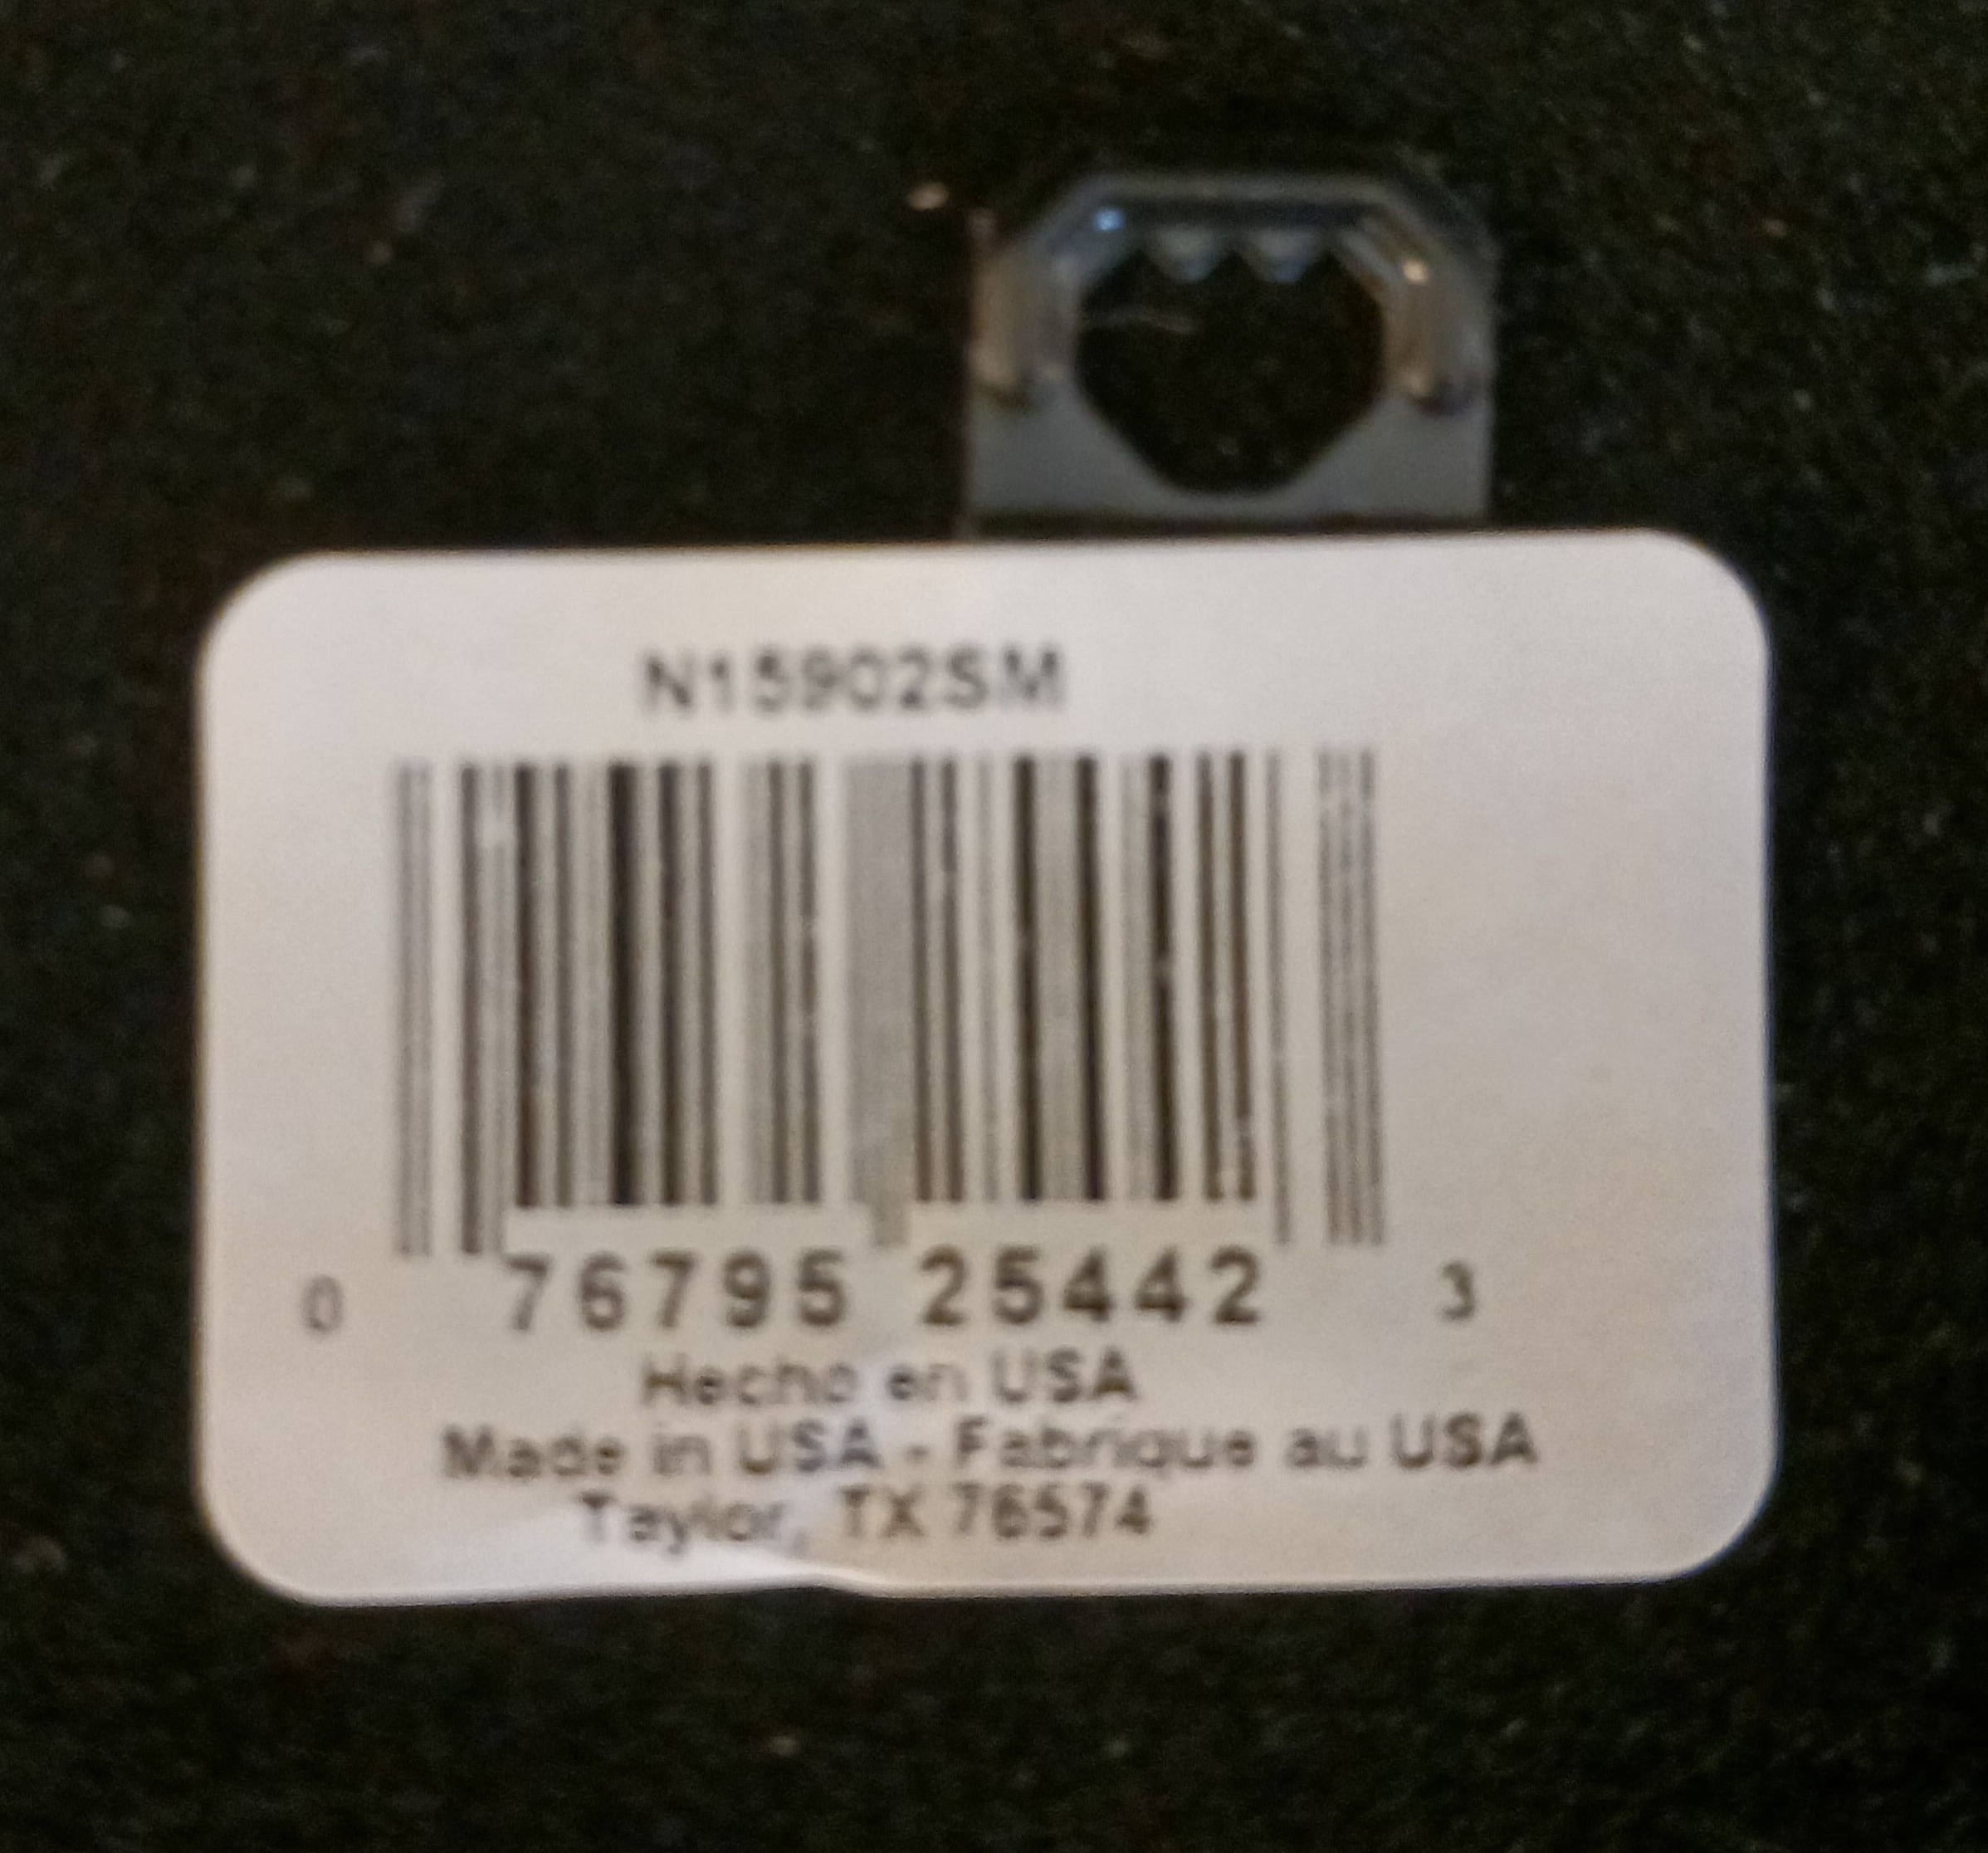 N15902SM
0 76795 25442 3
Hecho en USA
Made in USA - Fabrique au USA
Taylor, TX 76574